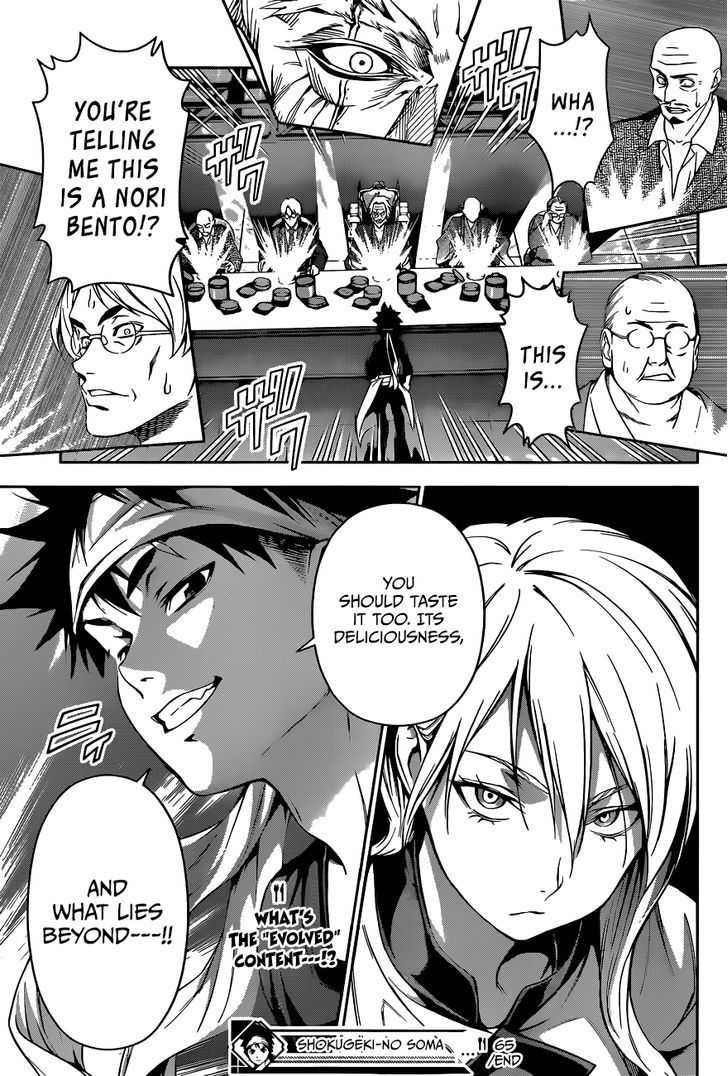 WHA
...!?
YOU'RE
TELLING
ME THIS
IS A NORI
BENTO!?
THIS
IS...
YOU
SHOULD TASTE
IT TOO. ITS
DELICIOUSNESS,
AND
WHAT LIES
BEYOND---!!
WHAT'S
THE "EVOLVED"
CONTENT---!?
SHOKUGEKI-NO SOMA
65
/END